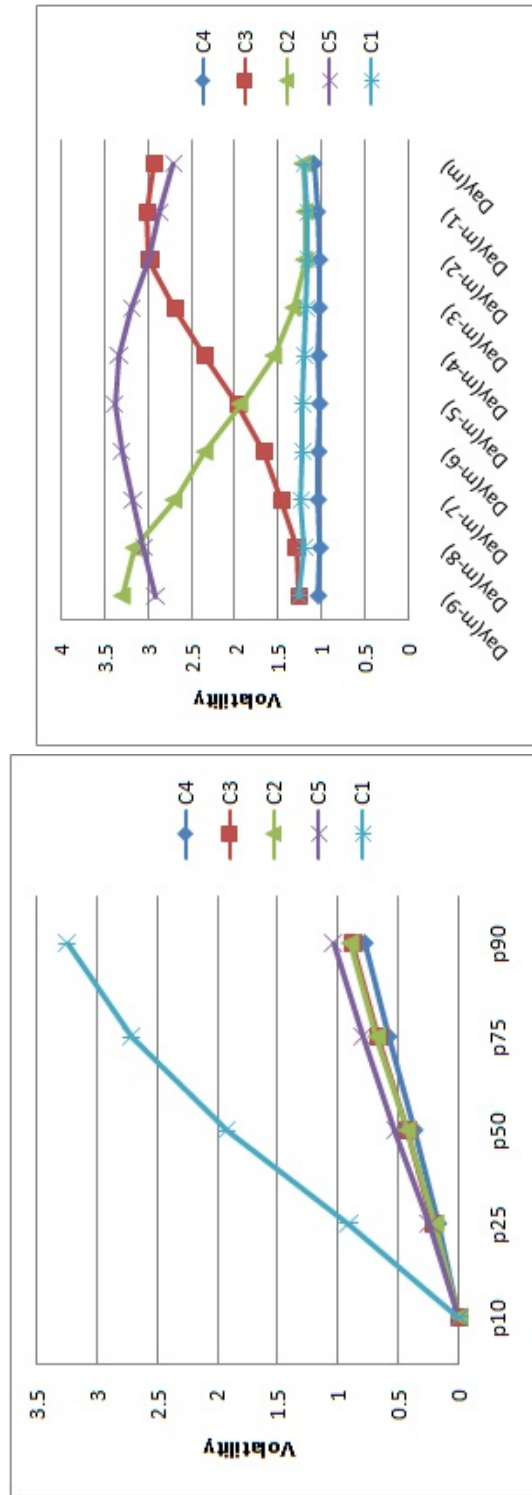 3.5
3
2.5
2
1.5
1
0.5
0
Volatility
p10 p25 p50 p75 p90
C4
C3
C2
C5
C1
4
3.5
3
2.5
2
1.5
1
0.5
0
Volatility
Day(m-9) Day(m-8) Day(m-7) Day(m-6) Day(m-5) Day(m-4) Day(m-3) Day(m-2) Day(m-1) Day(m)
C4
C3
C2
C5
C1